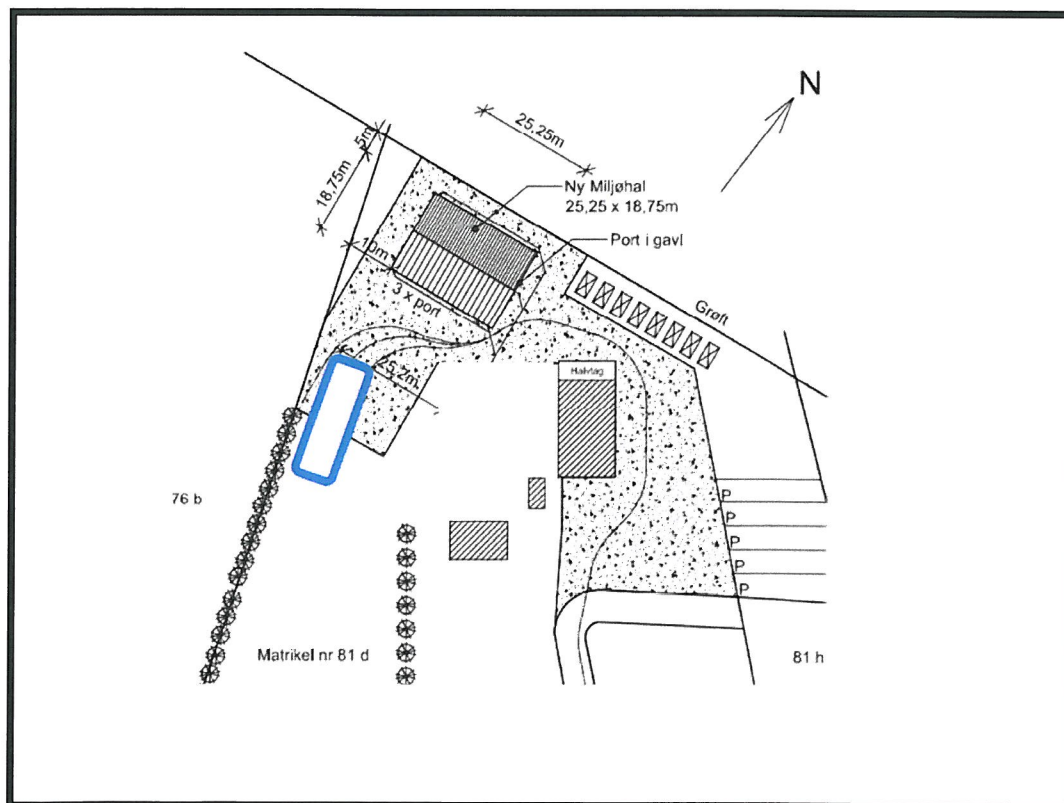 N
25,25m
5m
18,75m
Ny Miljøhal
25,25 x 18,75m
Port i gavl
10m
3 x port
Grøft
25,2m
Halvtag
76 b
P
P
P
P
P
Matrikel nr 81 d
81 h